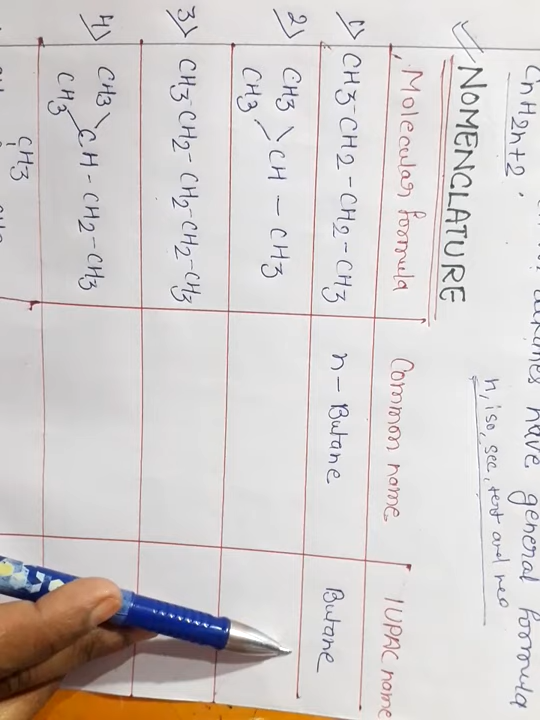 alkanes have general formula
CnH2n+2.
NOMENCLATURE
n, iso, sec, tert and neo
Molecular formula Common name IUPAC name
1) CH3-CH2-CH2-CH3 n-Butane Butane
2) CH3
CH3 CH-CH3
3) CH3-CH2-CH2-CH2-CH3
4) CH3
CH3 CH-CH2-CH3
CH3